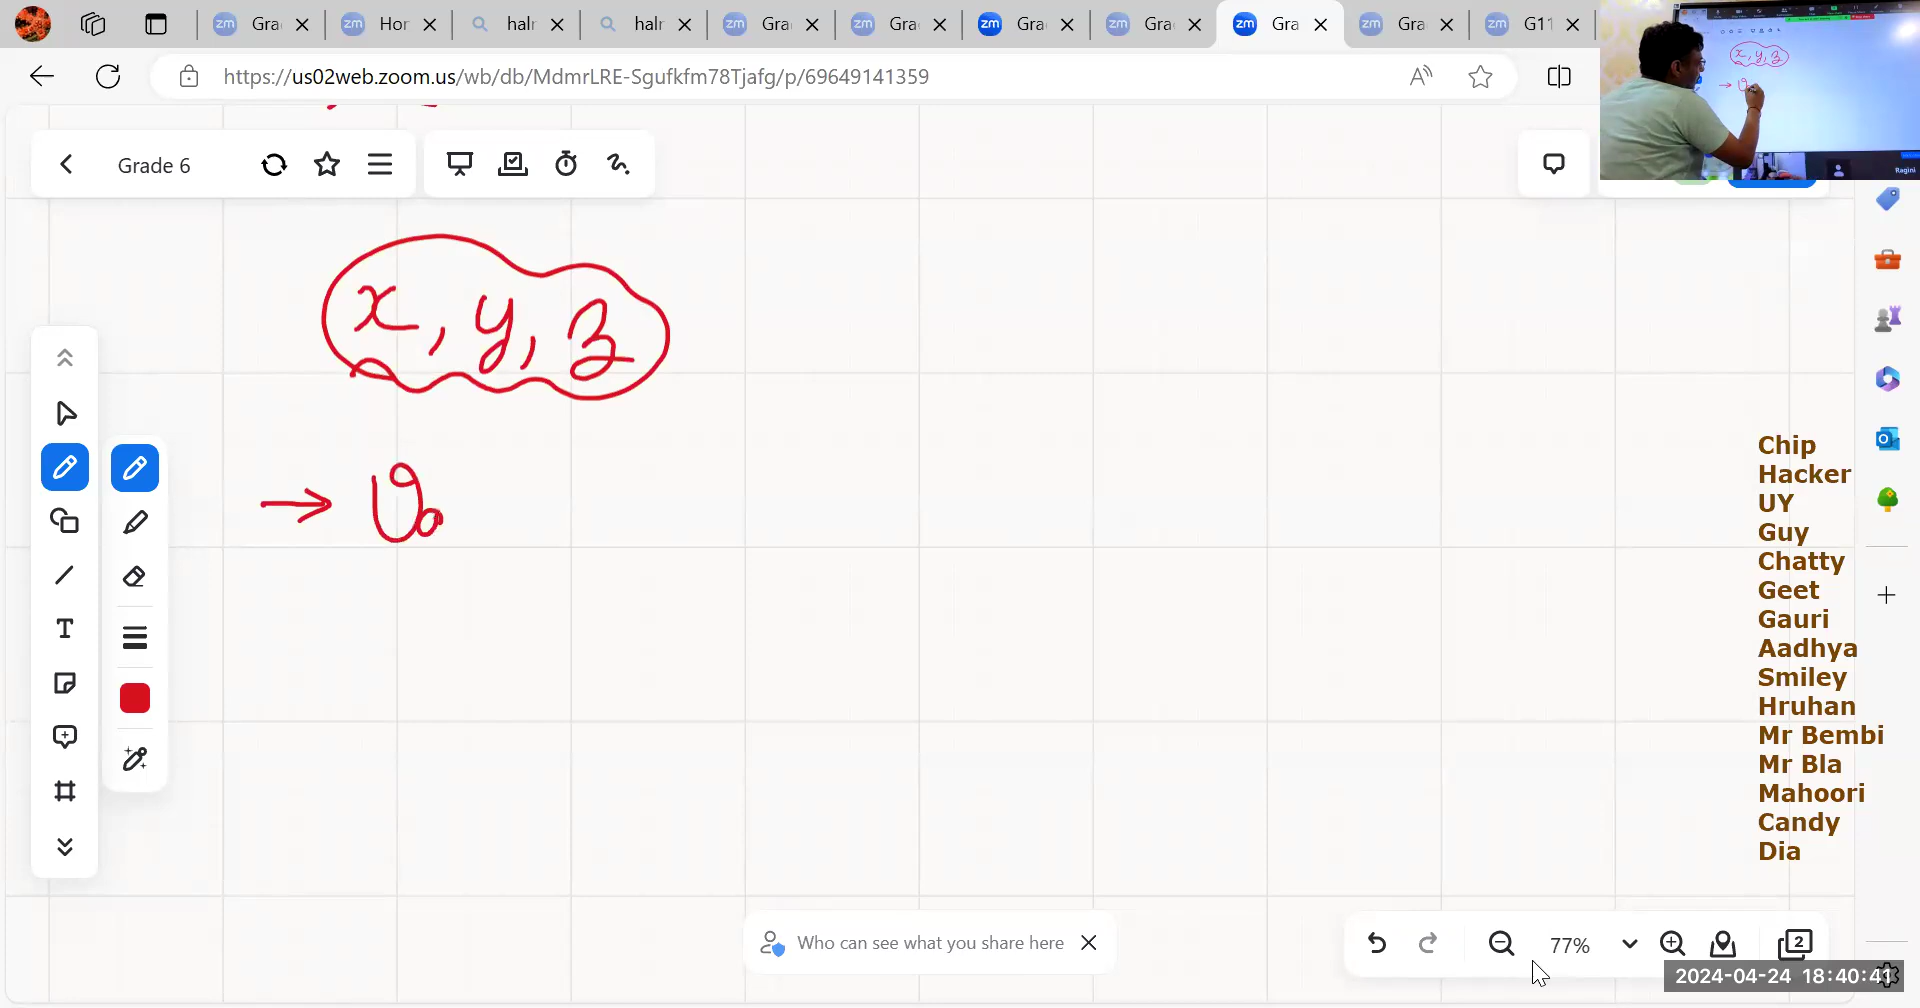 Gra
Hor
halr
halr
Gra
Gra
Gra
Gra
Gra
Gra
G11
https://us02web.zoom.us/wb/db/MdmrLRE-Sgufkfm78Tjafg/p/69649141359
Grade 6
x, y, z
x, y, z
Ragini
→ Va
Chip
Hacker
UY
Guy
Chatty
Geet
Gauri
Aadhya
Smiley
Hruhan
Mr Bembi
Mr Bla
Mahoori
Candy
Dia
Who can see what you share here
77%
2
2024-04-24 18:40:41